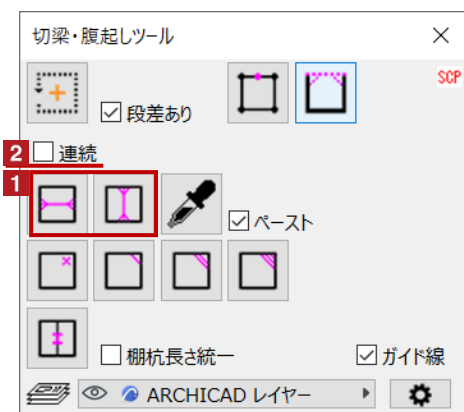 切梁・腹起しツール
SCP
段差あり
2 連続
1
ペースト
棚杭長さ統一 ガイド線
ARCHICAD レイヤー